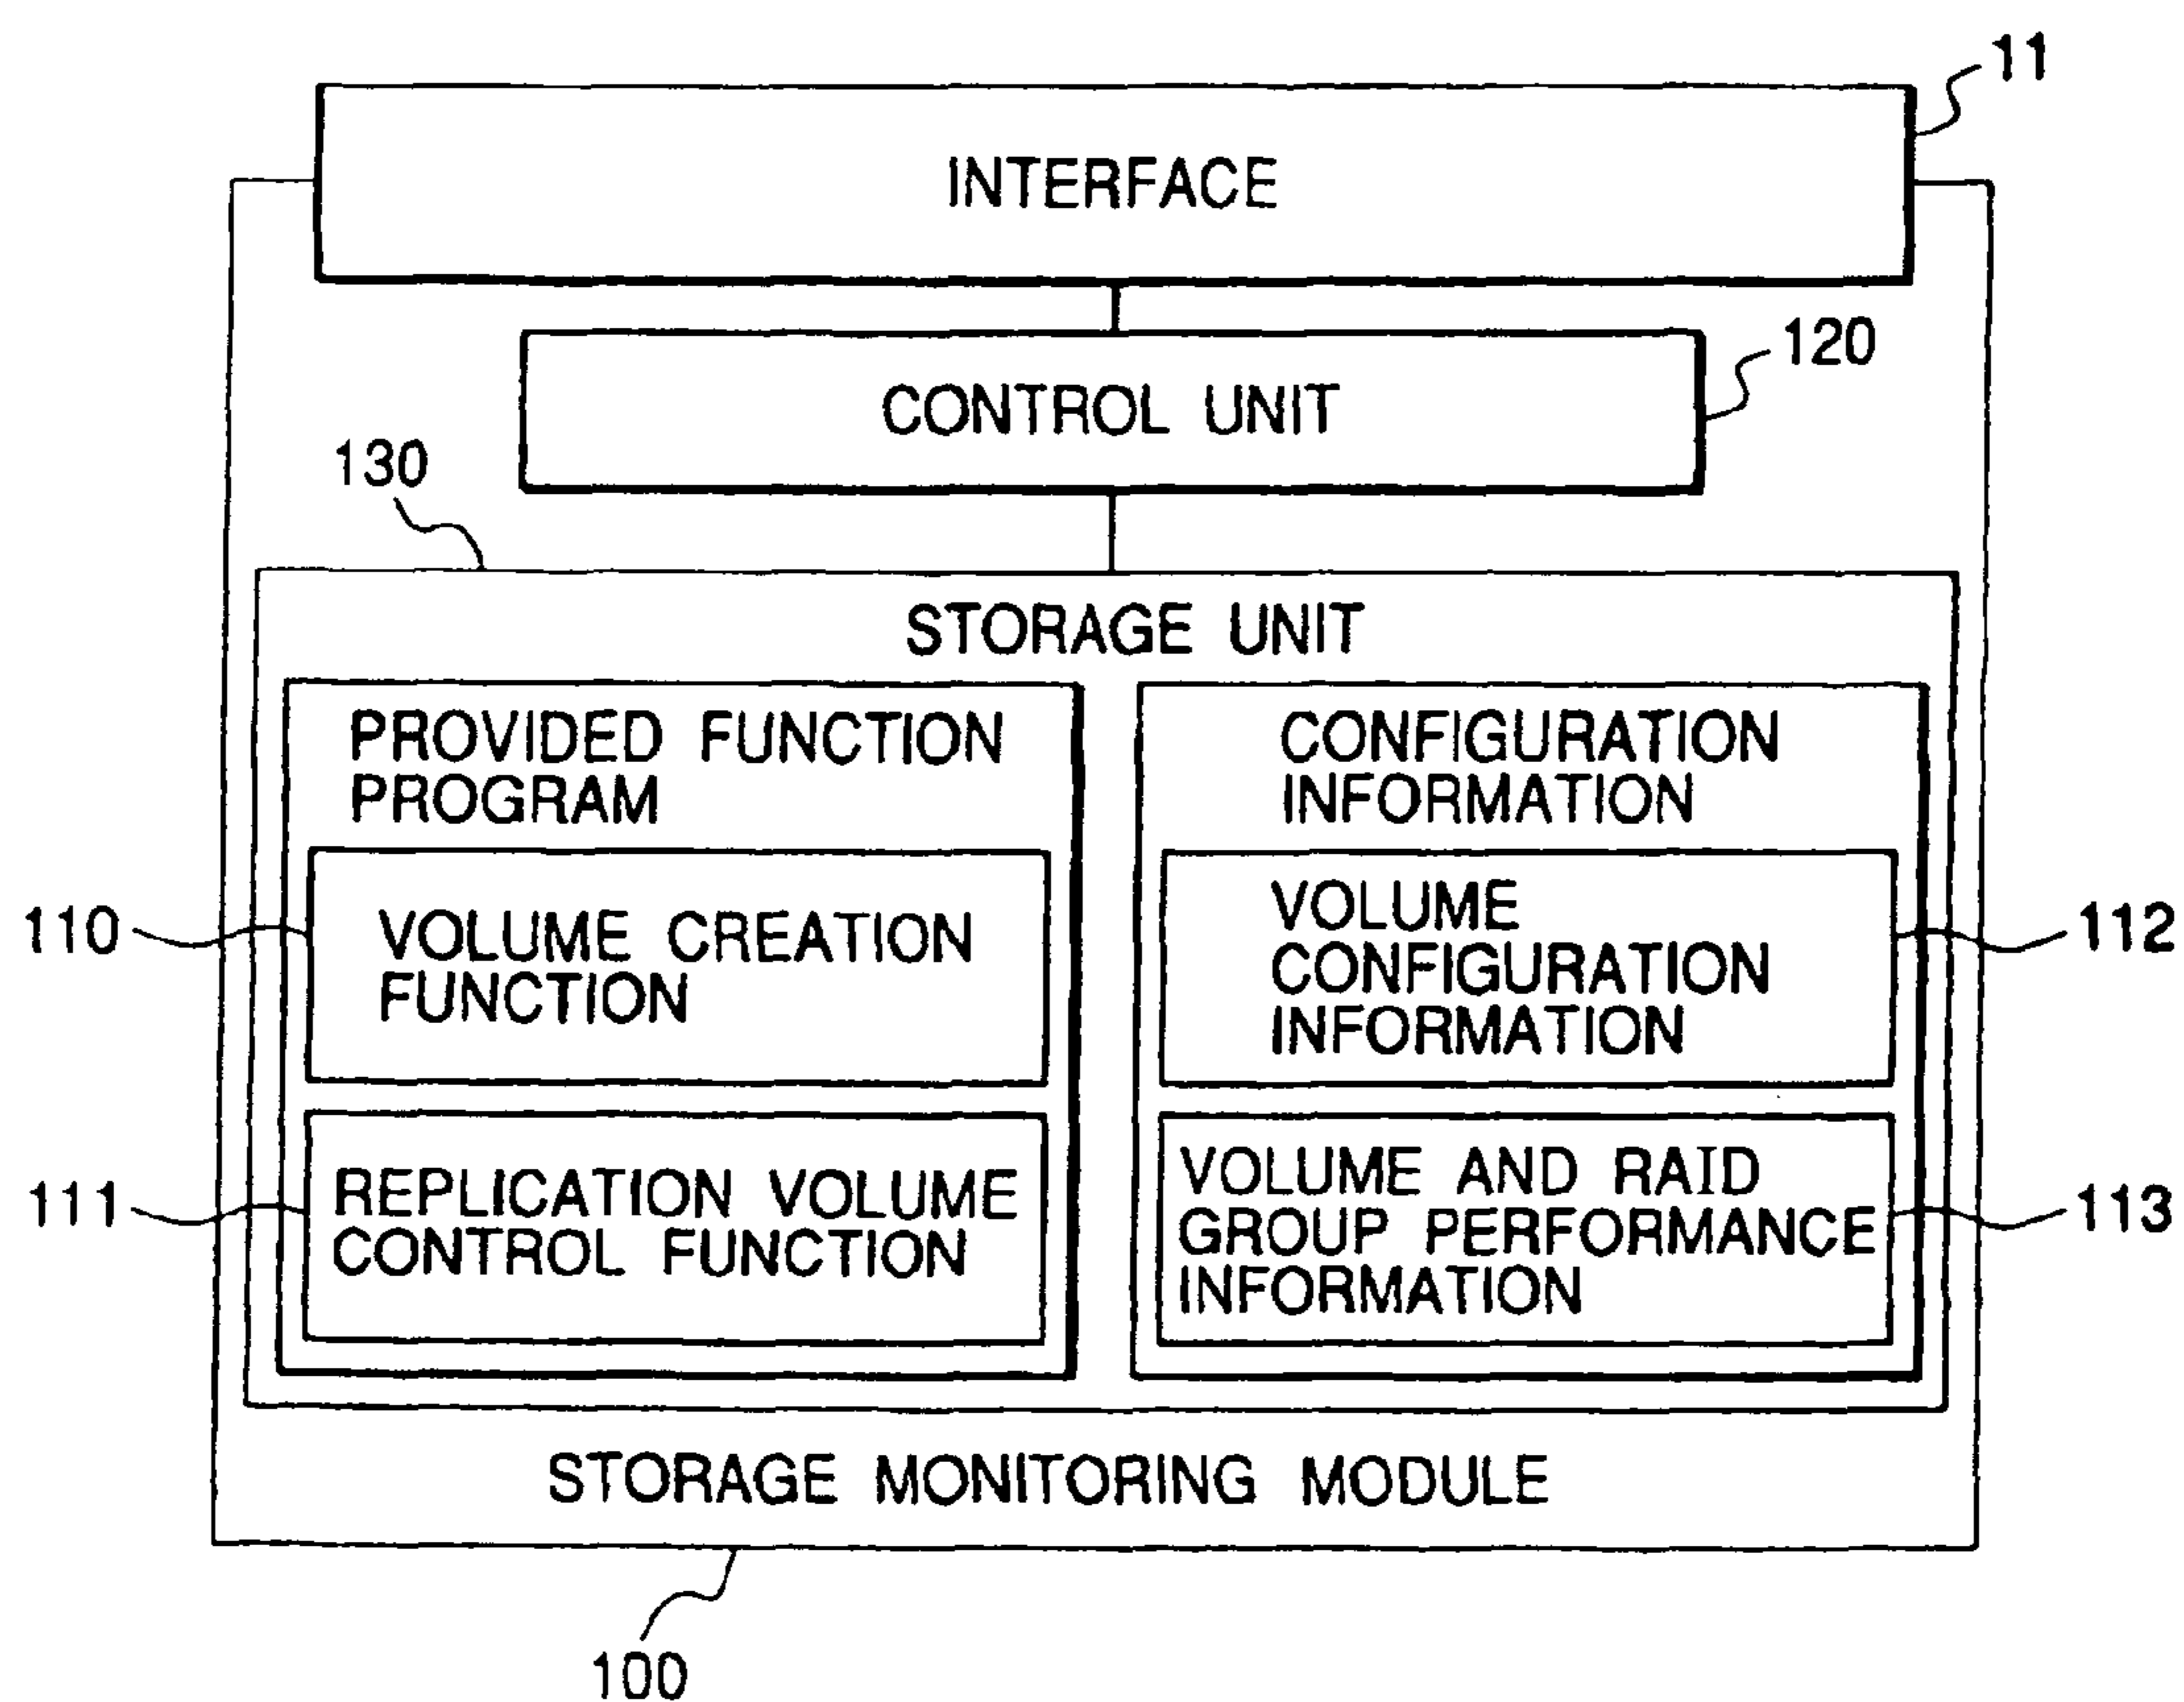 11
INTERFACE
120
CONTROL UNIT
130
STORAGE UNIT
PROVIDED FUNCTION
PROGRAM
110
VOLUME CREATION
FUNCTION
111
REPLICATION VOLUME
CONTROL FUNCTION
CONFIGURATION
INFORMATION
VOLUME
CONFIGURATION
INFORMATION
112
VOLUME AND RAID
GROUP PERFORMANCE
INFORMATION
113
STORAGE MONITORING MODULE
100